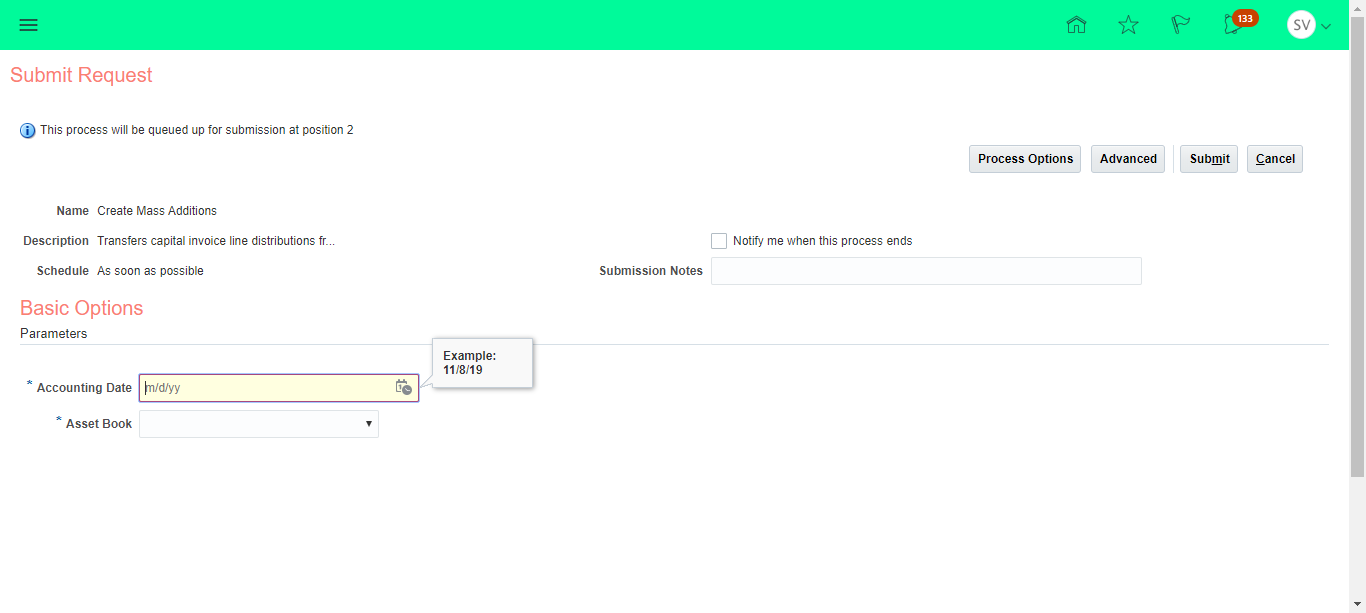 133
SV
Submit Request
This process will be queued up for submission at position 2
Process Options Advanced Submit Cancel
Name Create Mass Additions
Description Transfers capital invoice line distributions fr...
Notify me when this process ends
Schedule As soon as possible
Submission Notes
Basic Options
Parameters
Example:
11/8/19
* Accounting Date m/d/yy
* Asset Book